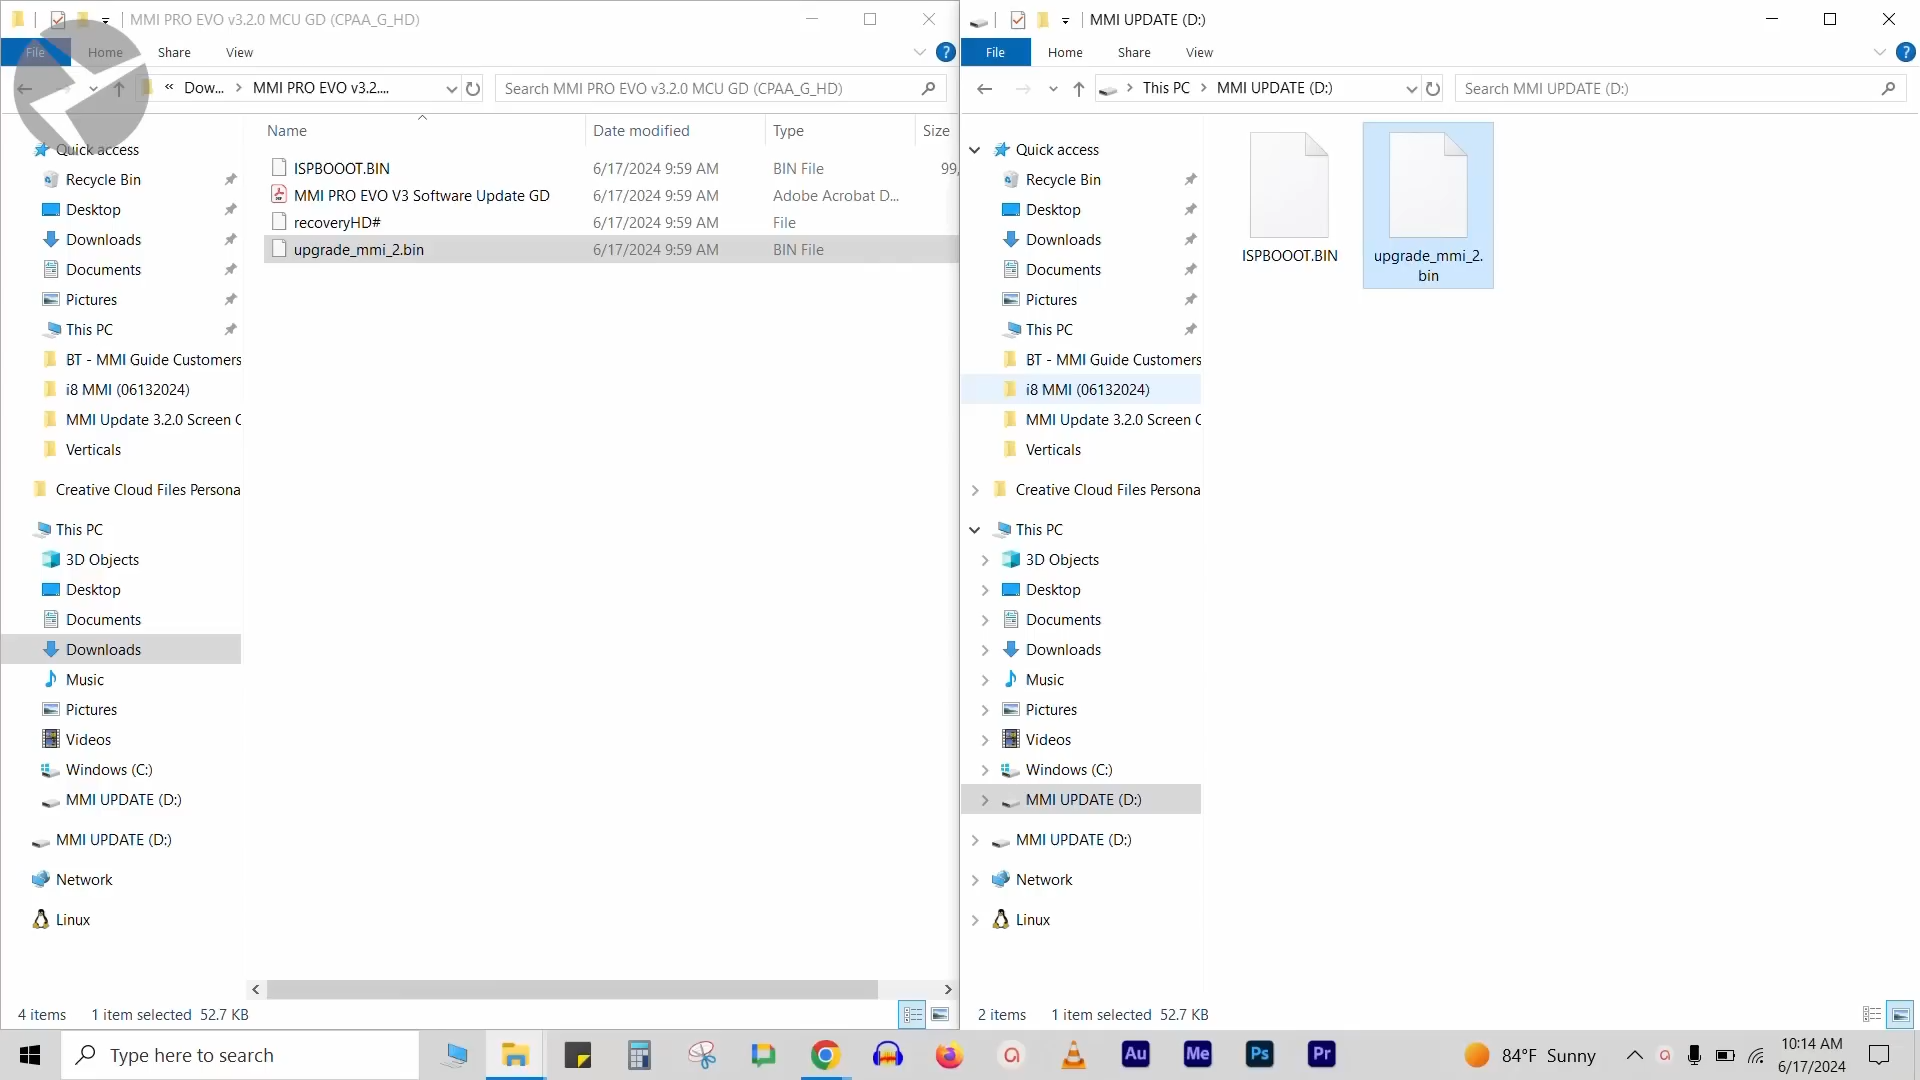 MMI PRO EVO v3.2.0 MCU GD (CPAA_G_HD)
File
Home
Share
View
?
«
Dow...
MMI PRO EVO v3.2....
Search MMI PRO EVO v3.2.0 MCU GD (CPAA_G_HD)
Quick access
Recycle Bin
Desktop
Downloads
Documents
Pictures
This PC
BT - MMI Guide Customers
i8 MMI (06132024)
MMI Update 3.2.0 Screen C
Verticals
Creative Cloud Files Persona
This PC
3D Objects
Desktop
Documents
Downloads
Music
Pictures
Videos
Windows (C:)
MMI UPDATE (D:)
MMI UPDATE (D:)
Network
Linux
Name Date modified Type Size
ISPBOOOT.BIN 6/17/2024 9:59 AM BIN File 99,
MMI PRO EVO V3 Software Update GD 6/17/2024 9:59 AM Adobe Acrobat D...
recoveryHD# 6/17/2024 9:59 AM File
upgrade_mmi_2.bin 6/17/2024 9:59 AM BIN File
4 items 1 item selected 52.7 KB
MMI UPDATE (D:)
File
Home
Share
View
?
This PC
MMI UPDATE (D:)
Search MMI UPDATE (D:)
Quick access
Recycle Bin
Desktop
Downloads
Documents
Pictures
This PC
BT - MMI Guide Customers
i8 MMI (06132024)
MMI Update 3.2.0 Screen C
Verticals
Creative Cloud Files Persona
This PC
3D Objects
Desktop
Documents
Downloads
Music
Pictures
Videos
Windows (C:)
MMI UPDATE (D:)
MMI UPDATE (D:)
Network
Linux
ISPBOOOT.BIN
upgrade_mmi_2.
bin
2 items 1 item selected 52.7 KB
Type here to search
Au
Me
Ps
Pr
84°F Sunny
10:14 AM
6/17/2024